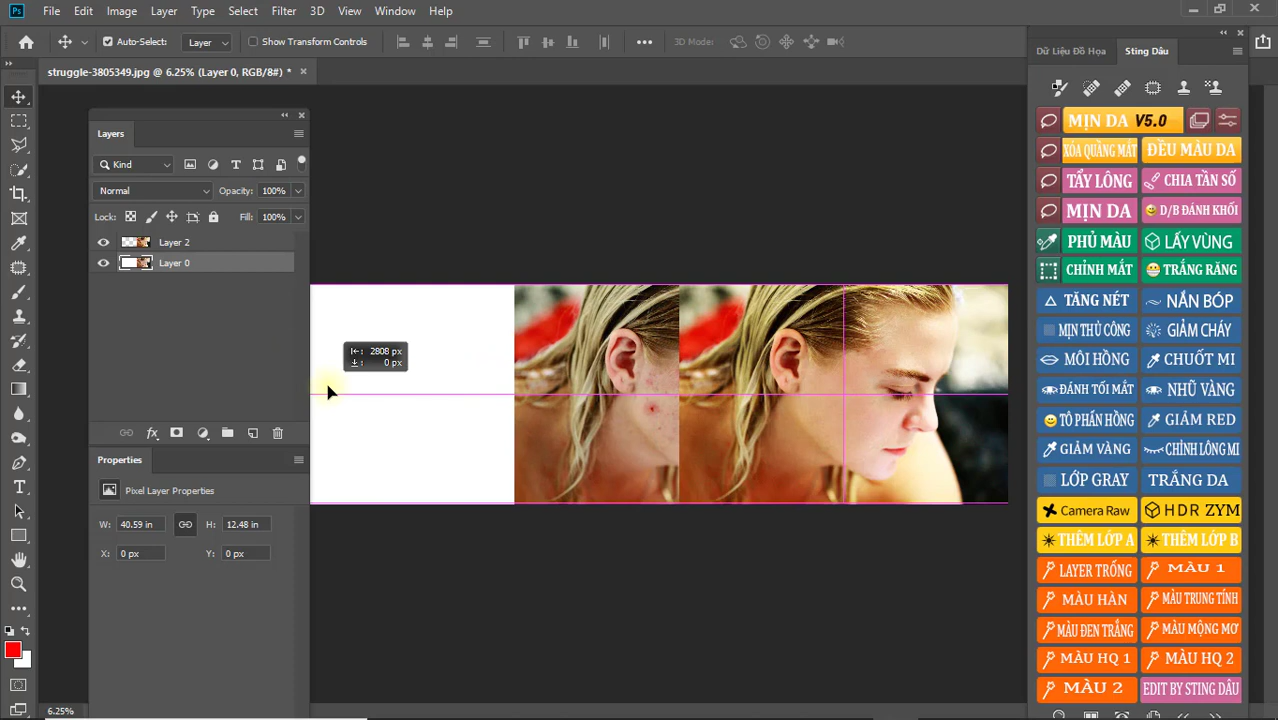 Ps File Edit Image Layer Type Select Filter 3D View Window Help
Auto-Select: Layer Show Transform Controls 3D Mode:
struggle-3805349.jpg @ 6.25% (Layer 0, RGB/8#) *
Layers
Kind
Normal Opacity: 100%
Lock: Fill: 100%
Layer 2
Layer 0
fx
Properties
Pixel Layer Properties
W: 40.59 in H: 12.48 in
X: 0 px Y: 0 px
6.25%
2808 px
0 px
Dữ Liệu Đồ Họa Sting Dâu
MỊN DA V5.0
XÓA QUẦNG MẮT ĐỀU MÀU DA
TẨY LÔNG CHIA TẦN SỐ
MỊN DA D/B ĐÁNH KHỐI
PHỦ MÀU LẤY VÙNG
CHỈNH MẮT TRẮNG RĂNG
TĂNG NÉT NẮN BÓP
MỊN THỦ CÔNG GIẢM CHÁY
MÔI HỒNG CHUỐT MI
ĐÁNH TỐI MẮT NHŨ VÀNG
TÔ PHẤN HỒNG GIẢM RED
GIẢM VÀNG CHỈNH LÔNG MI
LỚP GRAY TRẮNG DA
Camera Raw HDR ZYM
THÊM LỚP A THÊM LỚP B
LAYER TRỐNG MÀU 1
MÀU HÀN MÀU TRUNG TÍNH
MÀU ĐEN TRẮNG MÀU MỘNG MƠ
MÀU HQ 1 MÀU HQ 2
MÀU 2 EDIT BY STING DÂU